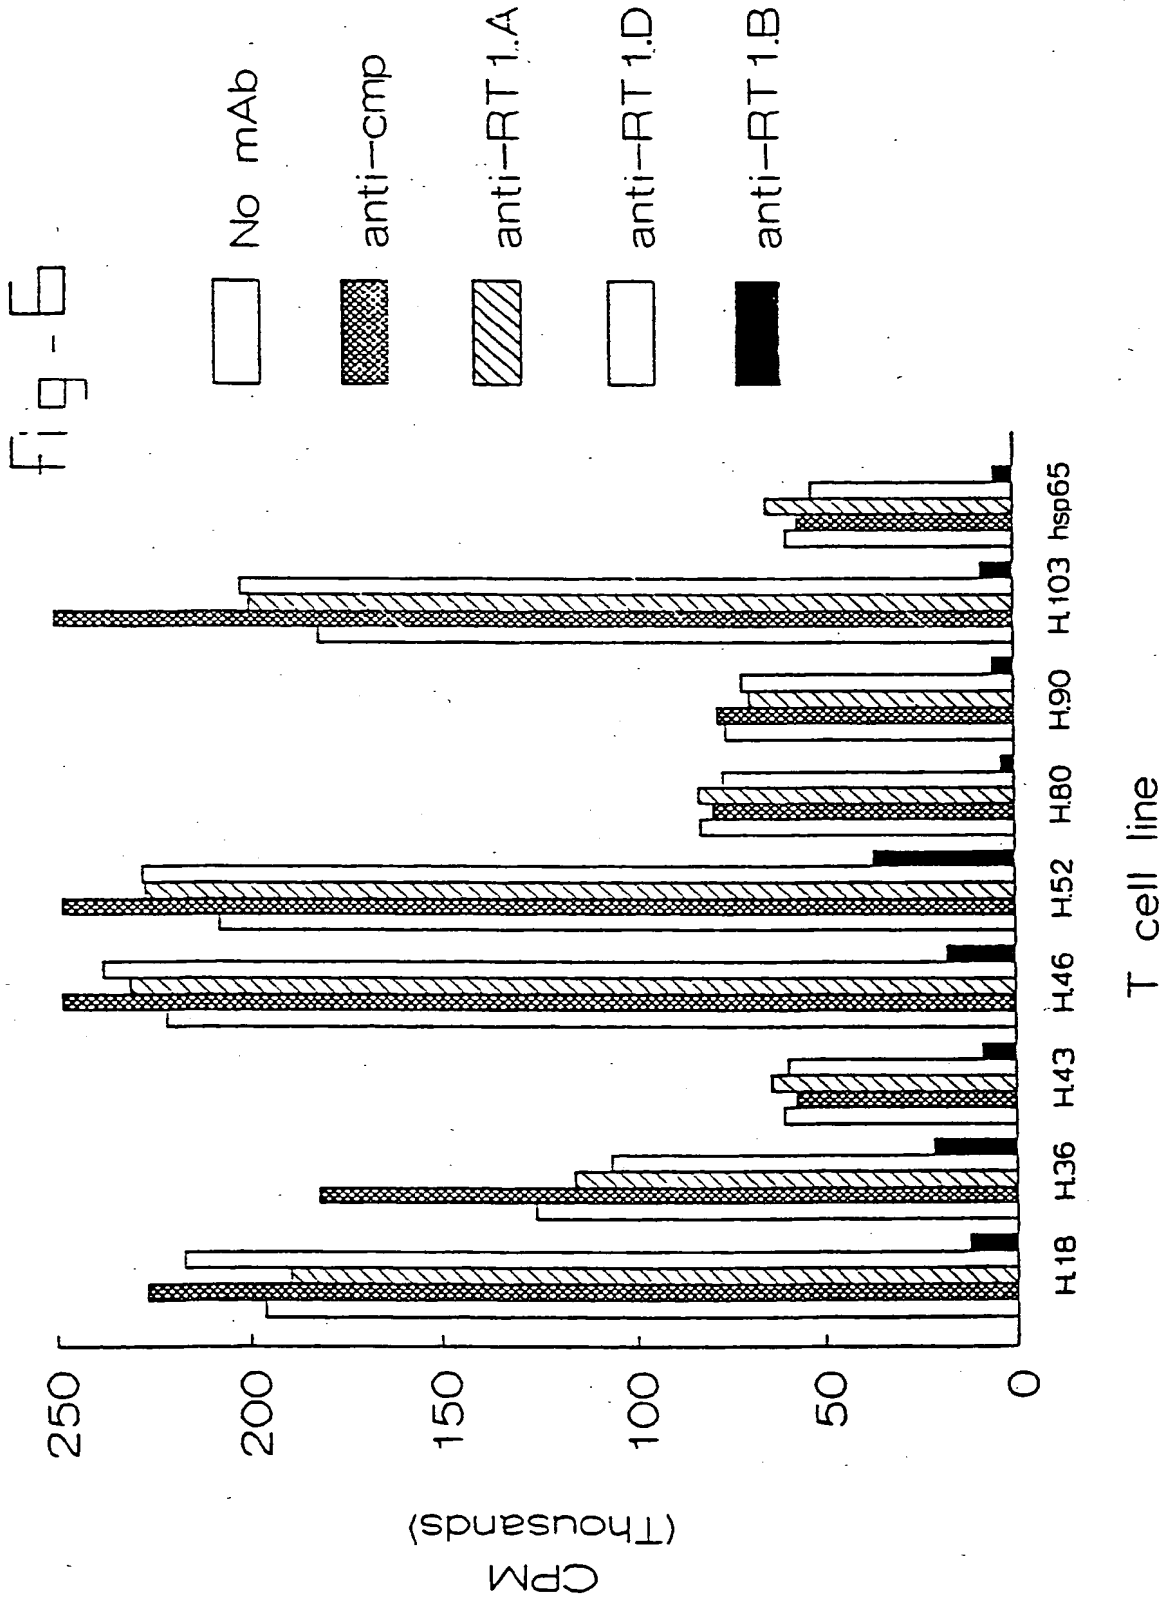 Fig - 6
No mAb
anti-cmp
anti-RT1.A
anti-RT1.D
anti-RT1.B
250
200
150
100
50
0
CPM
(Thousands)
H.18 H.36 H.43 H.46 H.52 H.80 H.90 H.103 hsp65
T cell line